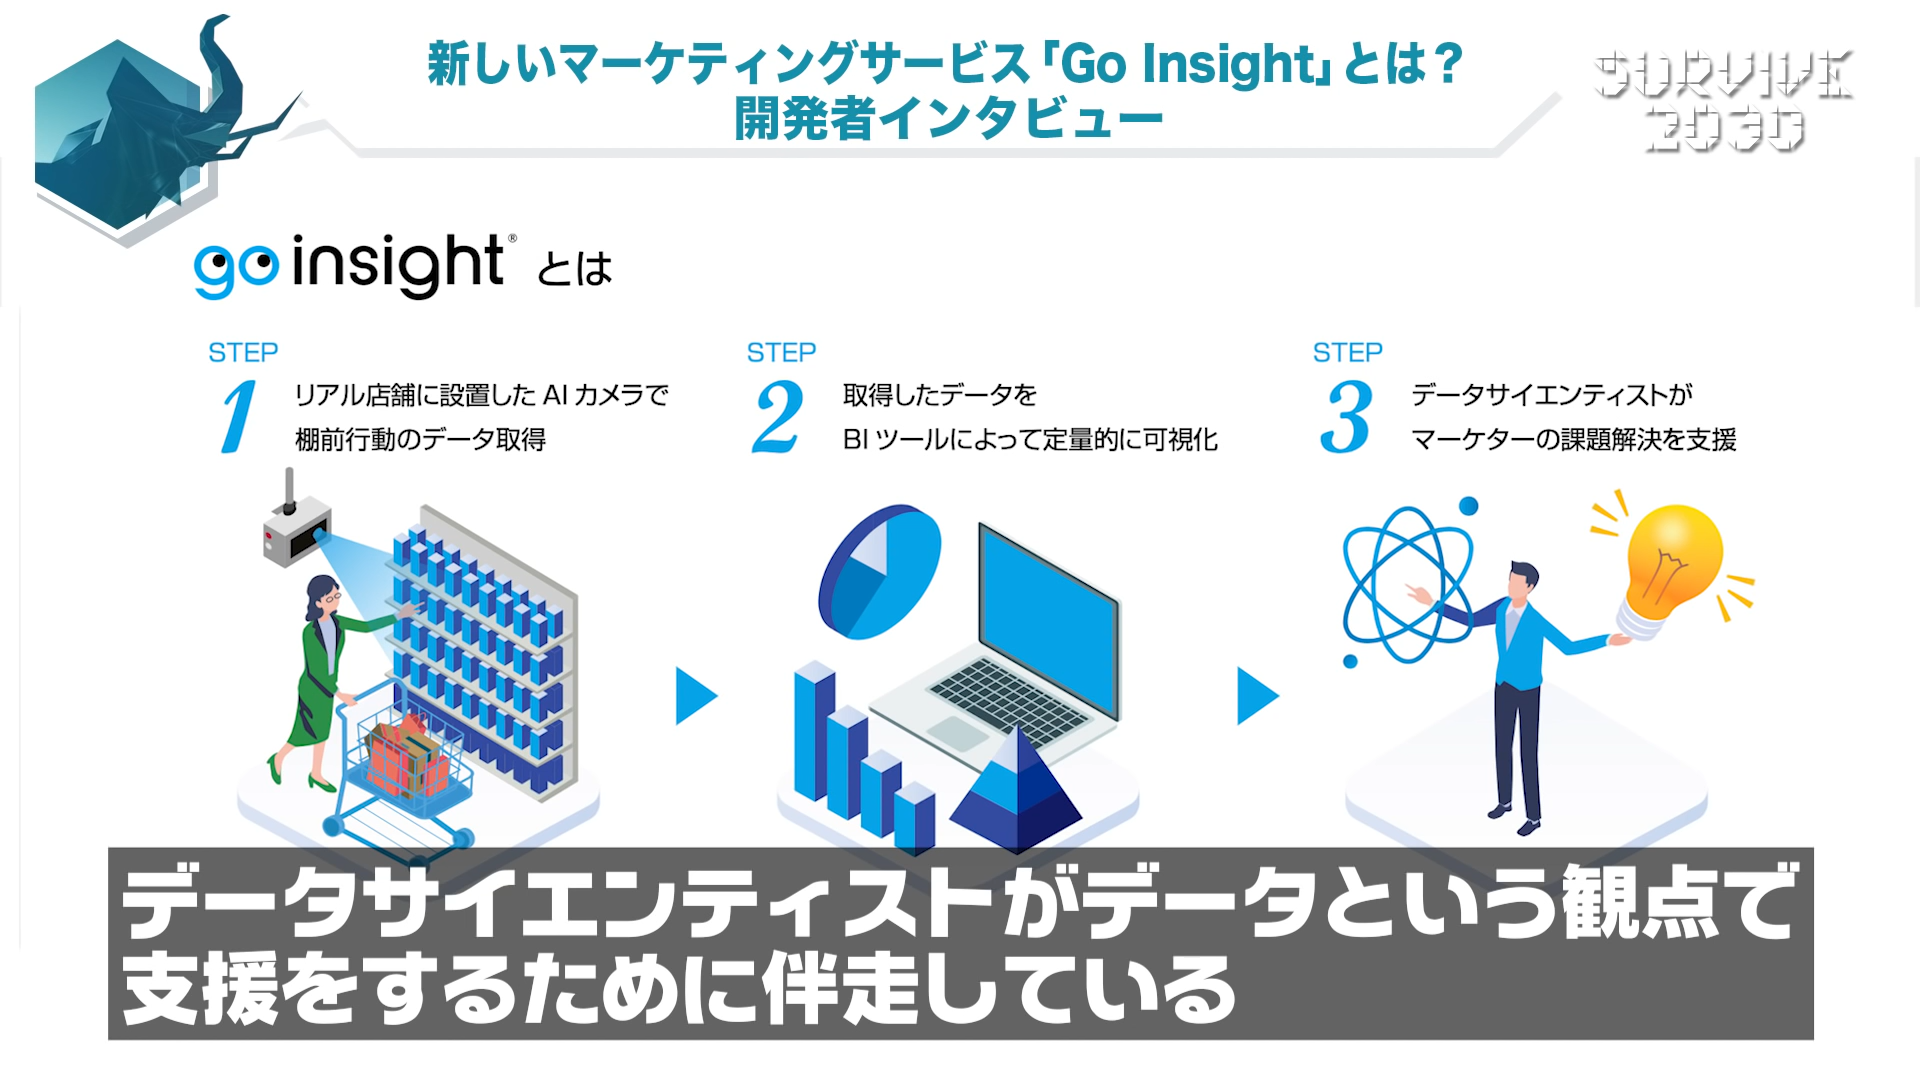 新しいマーケティングサービス「Go Insight」とは？
開発者インタビュー
SURVIVE
2030
go insight® とは
STEP
1
リアル店舗に設置した AI カメラで
棚前行動のデータ取得
STEP
2
取得したデータを
BI ツールによって定量的に可視化
STEP
3
データサイエンティストが
マーケターの課題解決を支援
データサイエンティストがデータという観点で
支援をするために伴走している